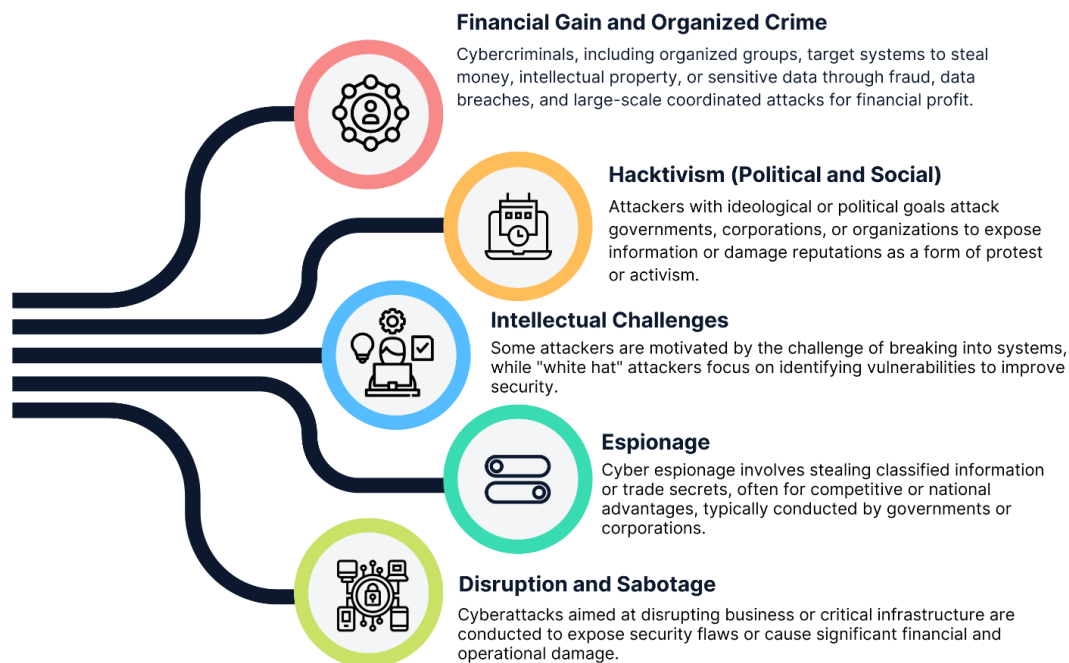 Financial Gain and Organized Crime
Cybercriminals, including organized groups, target systems to steal
money, intellectual property, or sensitive data through fraud, data
breaches, and large-scale coordinated attacks for financial profit.
Hacktivism (Political and Social)
Attackers with ideological or political goals attack
governments, corporations, or organizations to expose
information or damage reputations as a form of protest
or activism.
Intellectual Challenges
Some attackers are motivated by the challenge of breaking into systems,
while "white hat" attackers focus on identifying vulnerabilities to improve
security.
Espionage
Cyber espionage involves stealing classified information
or trade secrets, often for competitive or national
advantages, typically conducted by governments or
corporations.
Disruption and Sabotage
Cyberattacks aimed at disrupting business or critical infrastructure are
conducted to expose security flaws or cause significant financial and
operational damage.